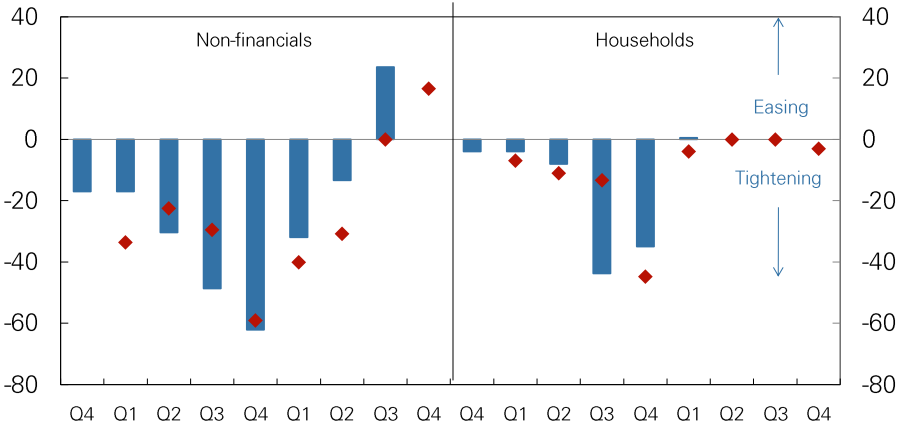 40 40
Non-financials Households
20 20
Easing
0 0
Tightening
-20 -20
-40 -40
-60 -60
-80 -80
Q4 Q1 Q2 Q3 Q4 Q1 Q2 Q3 Q4 Q4 Q1 Q2 Q3 Q4 Q1 Q2 Q3 Q4